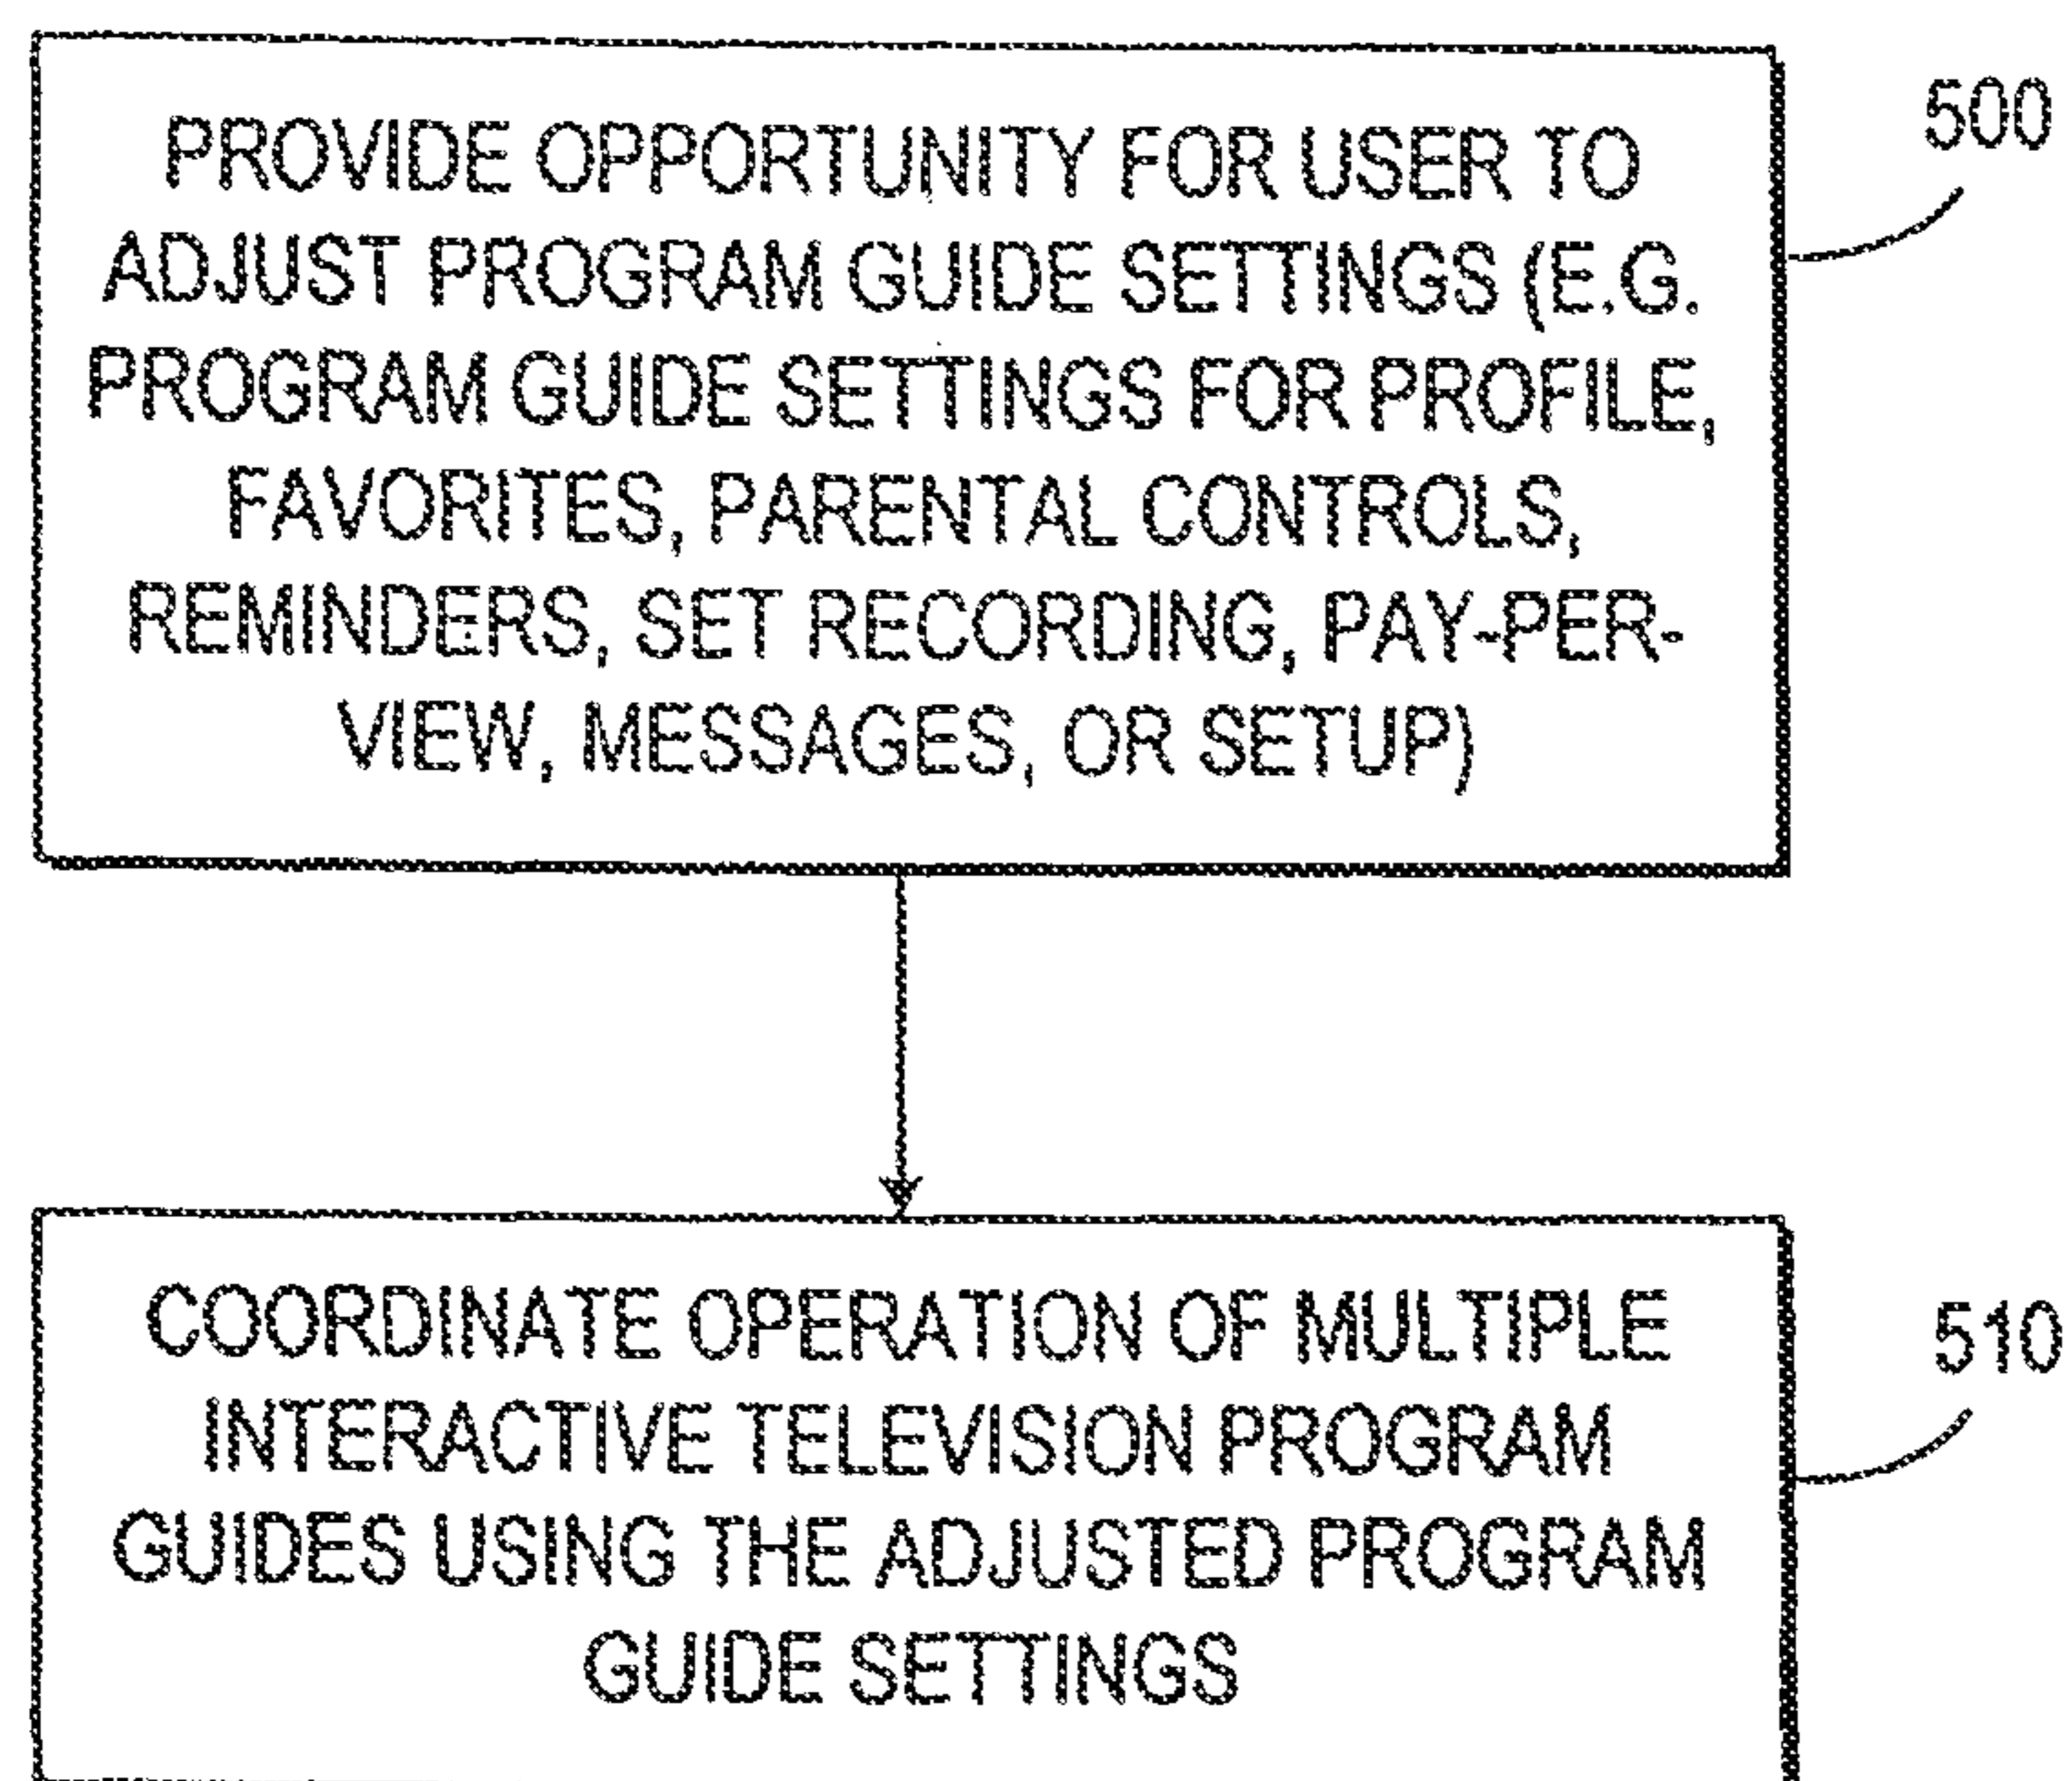 PROVIDE OPPORTUNITY FOR USER TO
ADJUST PROGRAM GUIDE SETTINGS (E.G.
PROGRAM GUIDE SETTINGS FOR PROFILE,
FAVORITES, PARENTAL CONTROLS,
REMINDERS, SET RECORDING, PAY-PER-
VIEW, MESSAGES, OR SETUP)
500
COORDINATE OPERATION OF MULTIPLE
INTERACTIVE TELEVISION PROGRAM
GUIDES USING THE ADJUSTED PROGRAM
GUIDE SETTINGS
510